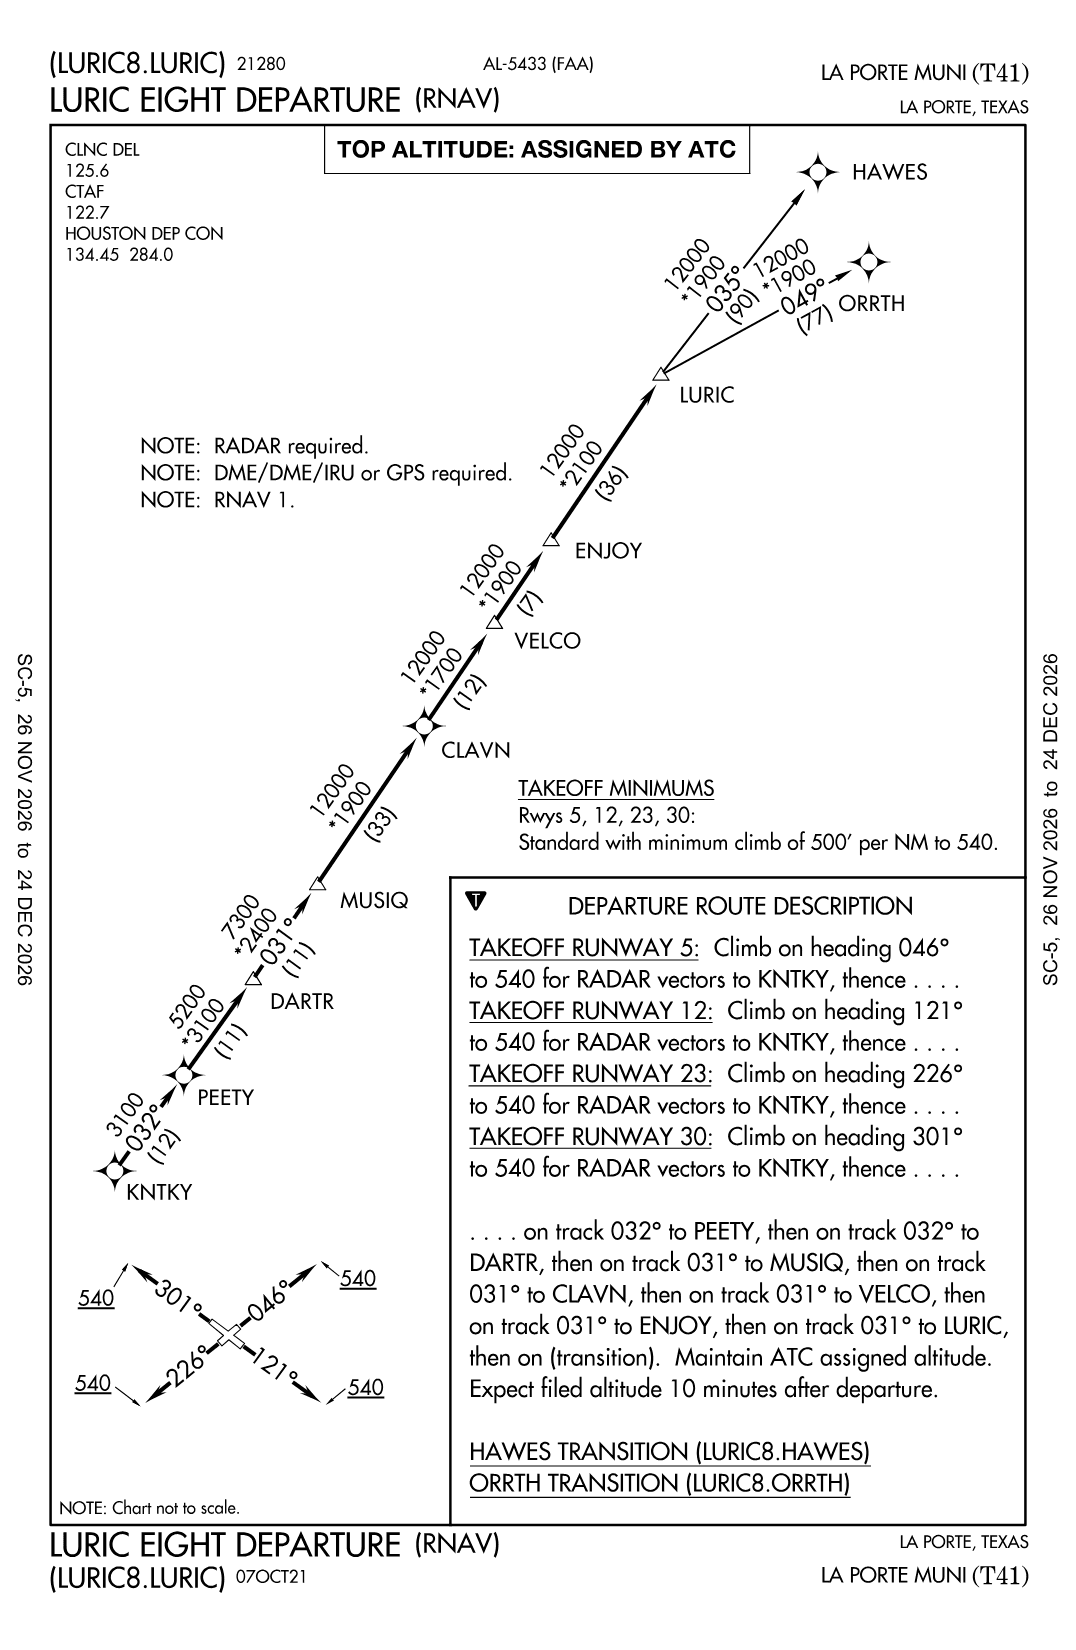 (LURIC8.LURIC) 21280
AL-5433 (FAA)
LA PORTE MUNI (T41)
LURIC EIGHT DEPARTURE (RNAV)
LA PORTE, TEXAS
TOP ALTITUDE: ASSIGNED BY ATC
CLNC DEL
125.6
CTAF
122.7
HOUSTON DEP CON
134.45 284.0
HAWES
12000
*1900
035°
(90)
12000
*1900
049°
(77)
ORRTH
LURIC
12000
*2100
(36)
NOTE: RADAR required.
NOTE: DME/DME/IRU or GPS required.
NOTE: RNAV 1.
ENJOY
12000
*1900
(7)
VELCO
12000
*1700
(12)
CLAVN
12000
*1900
(33)
TAKEOFF MINIMUMS
Rwys 5, 12, 23, 30:
Standard with minimum climb of 500' per NM to 540.
MUSIQ
7300
*2400
031°
(11)
DARTR
5200
*3100
(11)
PEETY
3100
032°
(12)
KNTKY
T
DEPARTURE ROUTE DESCRIPTION
TAKEOFF RUNWAY 5: Climb on heading 046°
to 540 for RADAR vectors to KNTKY, thence . . . .
TAKEOFF RUNWAY 12: Climb on heading 121°
to 540 for RADAR vectors to KNTKY, thence . . . .
TAKEOFF RUNWAY 23: Climb on heading 226°
to 540 for RADAR vectors to KNTKY, thence . . . .
TAKEOFF RUNWAY 30: Climb on heading 301°
to 540 for RADAR vectors to KNTKY, thence . . . .
. . . . on track 032° to PEETY, then on track 032° to
DARTR, then on track 031° to MUSIQ, then on track
031° to CLAVN, then on track 031° to VELCO, then
on track 031° to ENJOY, then on track 031° to LURIC,
then on (transition). Maintain ATC assigned altitude.
Expect filed altitude 10 minutes after departure.
HAWES TRANSITION (LURIC8.HAWES)
ORRTH TRANSITION (LURIC8.ORRTH)
540
301°
046°
540
540
226°
121°
540
NOTE: Chart not to scale.
SC-5, 26 NOV 2026 to 24 DEC 2026
SC-5, 26 NOV 2026 to 24 DEC 2026
LURIC EIGHT DEPARTURE (RNAV)
LA PORTE, TEXAS
(LURIC8.LURIC) 07OCT21
LA PORTE MUNI (T41)